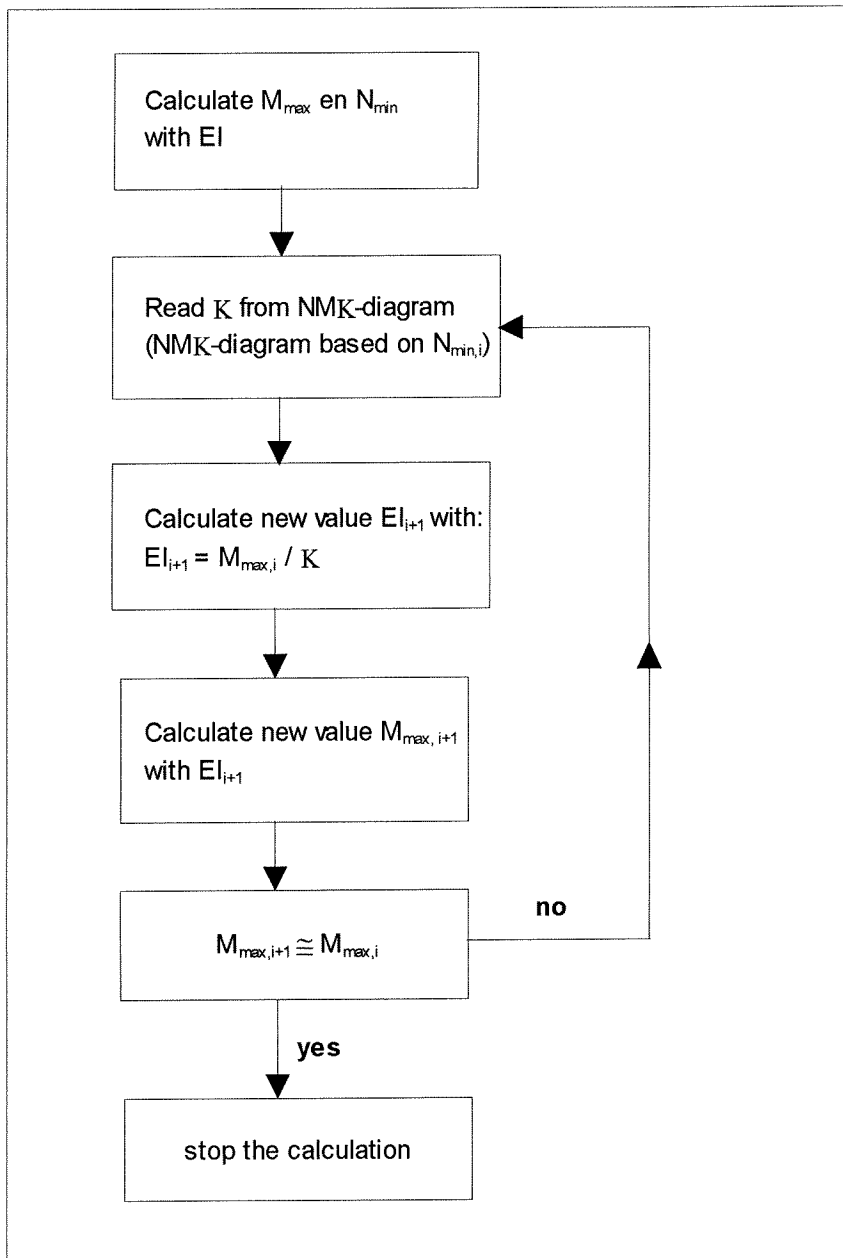 Calculate M_max en N_min
with EI
Read K from NMK-diagram
(NMK-diagram based on N_min,i)
Calculate new value EI_i+1 with:
EI_i+1 = M_max,i / K
Calculate new value M_max, i+1
with EI_i+1
M_max,i+1 ≅ M_max,i
no
yes
stop the calculation